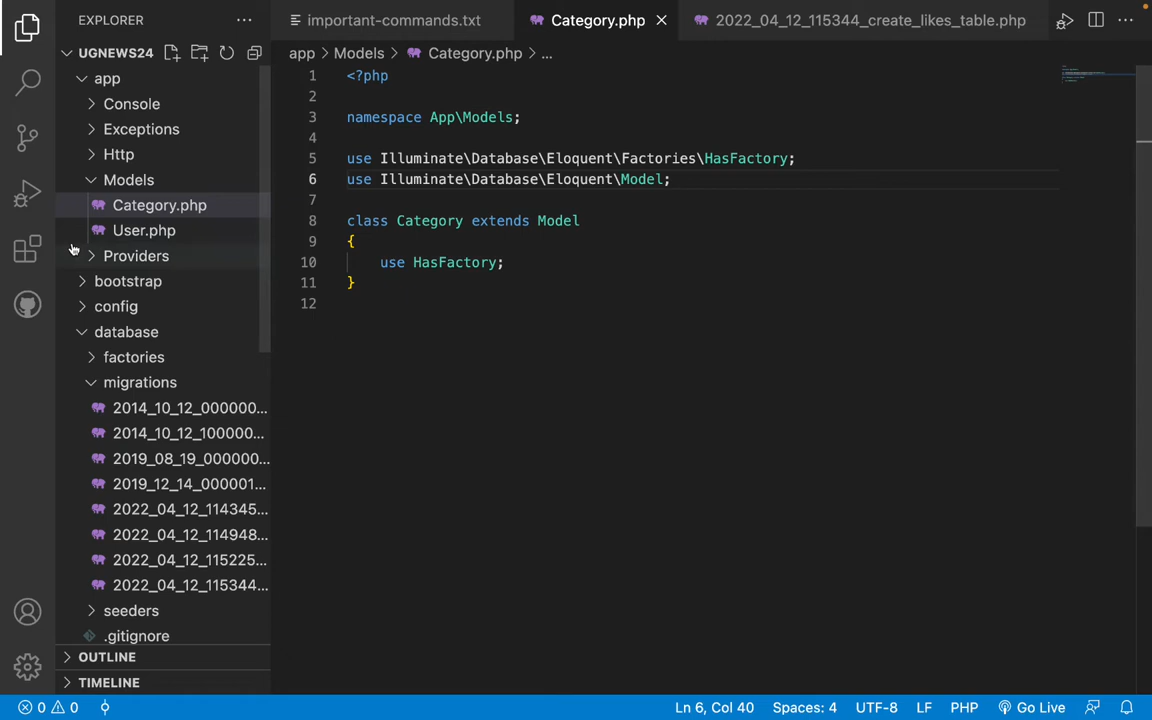 EXPLORER
important-commands.txt
Category.php
2022_04_12_115344_create_likes_table.php
UGNEWS24
app > Models > Category.php > ...
app
Console
Exceptions
Http
Models
Category.php
User.php
Providers
bootstrap
config
database
factories
migrations
2014_10_12_000000...
2014_10_12_100000...
2019_08_19_000000...
2019_12_14_000001...
2022_04_12_114345...
2022_04_12_114948...
2022_04_12_115225...
2022_04_12_115344...
seeders
.gitignore
OUTLINE
TIMELINE
1 <?php
2
3 namespace App\Models;
4
5 use Illuminate\Database\Eloquent\Factories\HasFactory;
6 use Illuminate\Database\Eloquent\Model;
7
8 class Category extends Model
9 {
10 use HasFactory;
11 }
12
0 0
Ln 6, Col 40
Spaces: 4
UTF-8
LF
PHP
Go Live